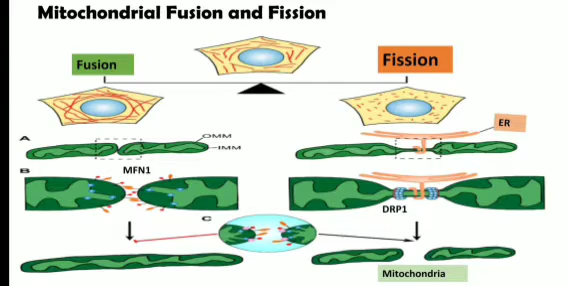 Mitochondrial Fusion and Fission
Fusion
Fission
ER
A
OMM
IMM
B
MFN1
DRP1
C
Mitochondria